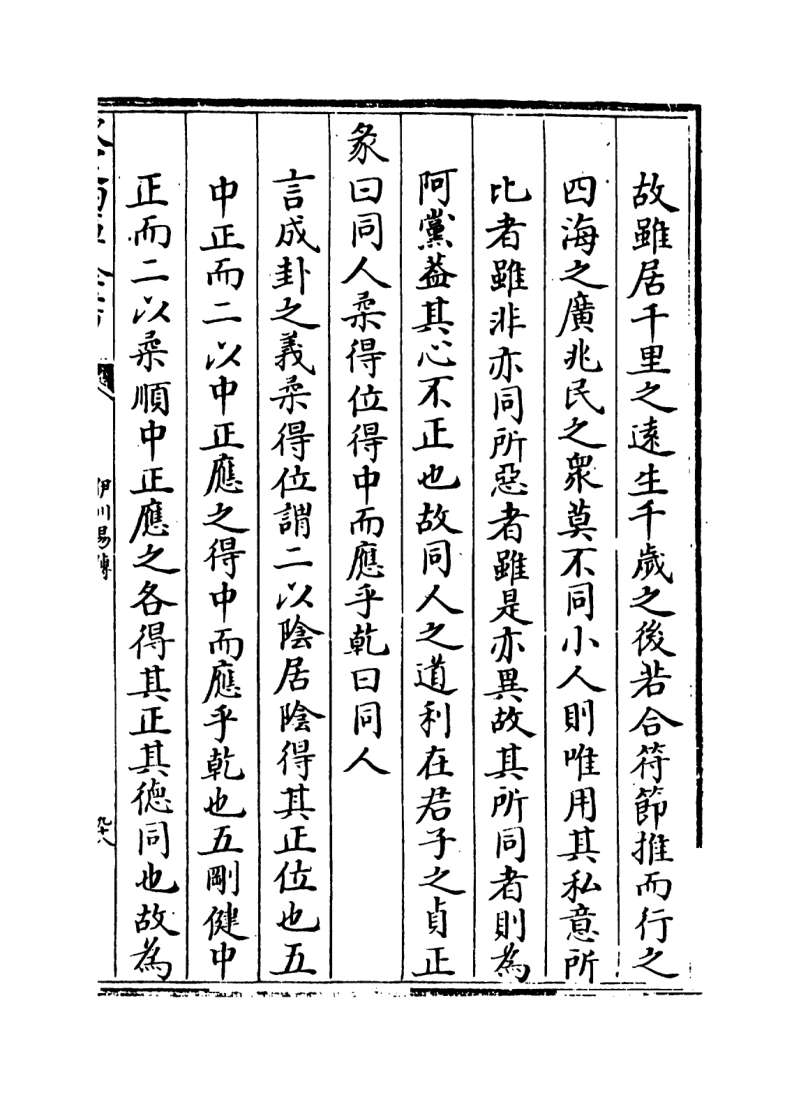 故雖居千里之逺生千歲之後若合符節推而行之
四海之廣兆民之衆莫不同小人則唯用其私意所
比者雖非亦同所惡者雖是亦異故其所同者則為
阿黨葢其心不正也故同人之道利在君子之貞正
彖曰同人柔得位得中而應乎乾曰同人
言成卦之義柔得位謂二以陰居陰得其正位也五
中正而二以中正應之得中而應乎乾也五剛健中
正而二以柔順中正應之各得其正其德同也故為
伊川易傳